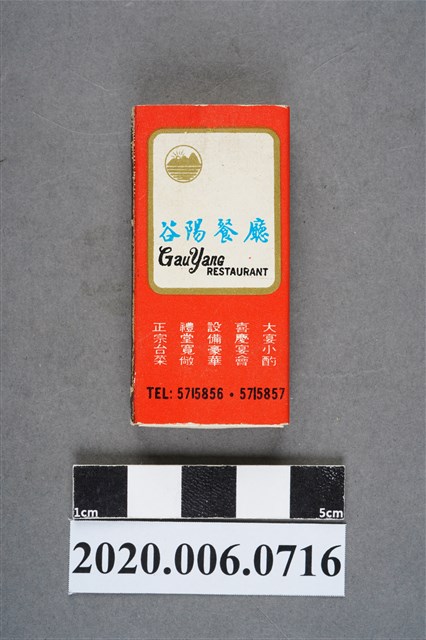 谷陽餐廳
GauYang
RESTAURANT
大宴小酌
喜慶宴會
設備豪華
禮堂寬敞
正宗台菜
TEL: 5715856 • 5715857
1cm
5cm
2020.006.0716